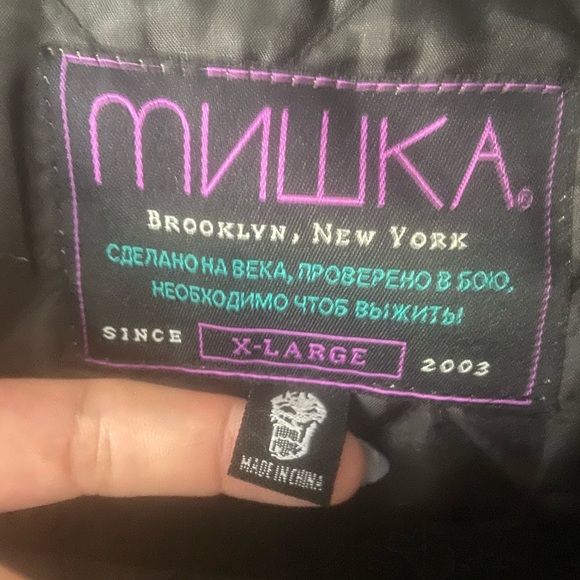 МИШКА®
BROOKLYN, NEW YORK
СДЕЛАНО НА ВЕКА, ПРОВЕРЕНО В БОЮ,
НЕОБХОДИМО ЧТОБ ВЫЖИТЬ!
SINCE X-LARGE 2003
MADE IN CHINA